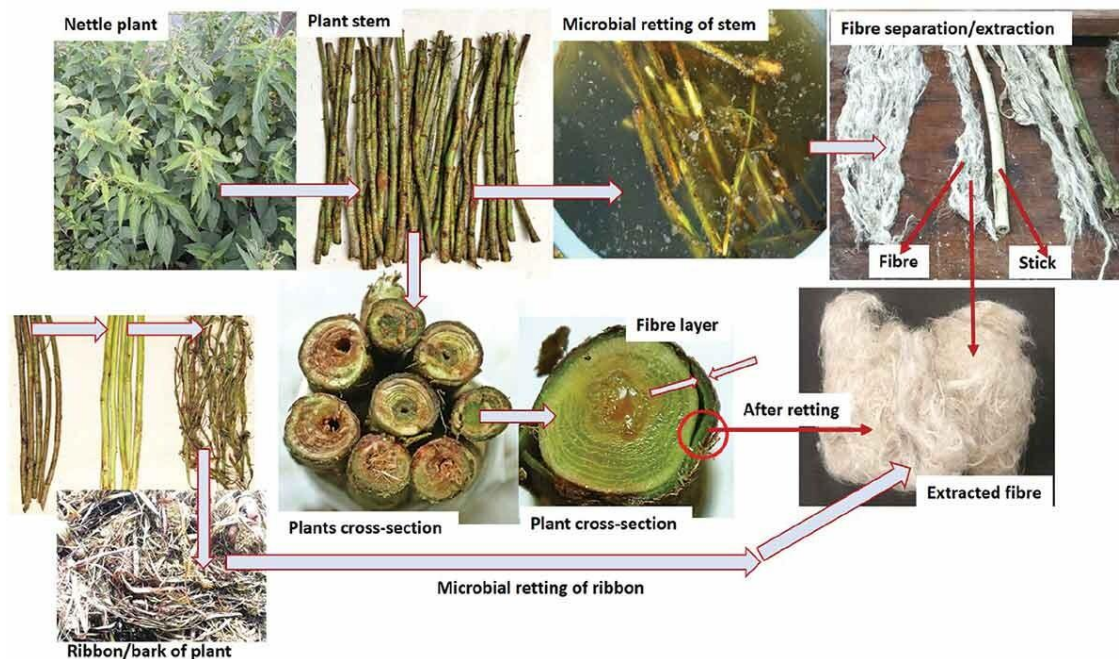 Nettle plant
Plant stem
Microbial retting of stem
Fibre separation/extraction
Fibre
Stick
Fibre layer
After retting
Extracted fibre
Plants cross-section
Plant cross-section
Microbial retting of ribbon
Ribbon/bark of plant